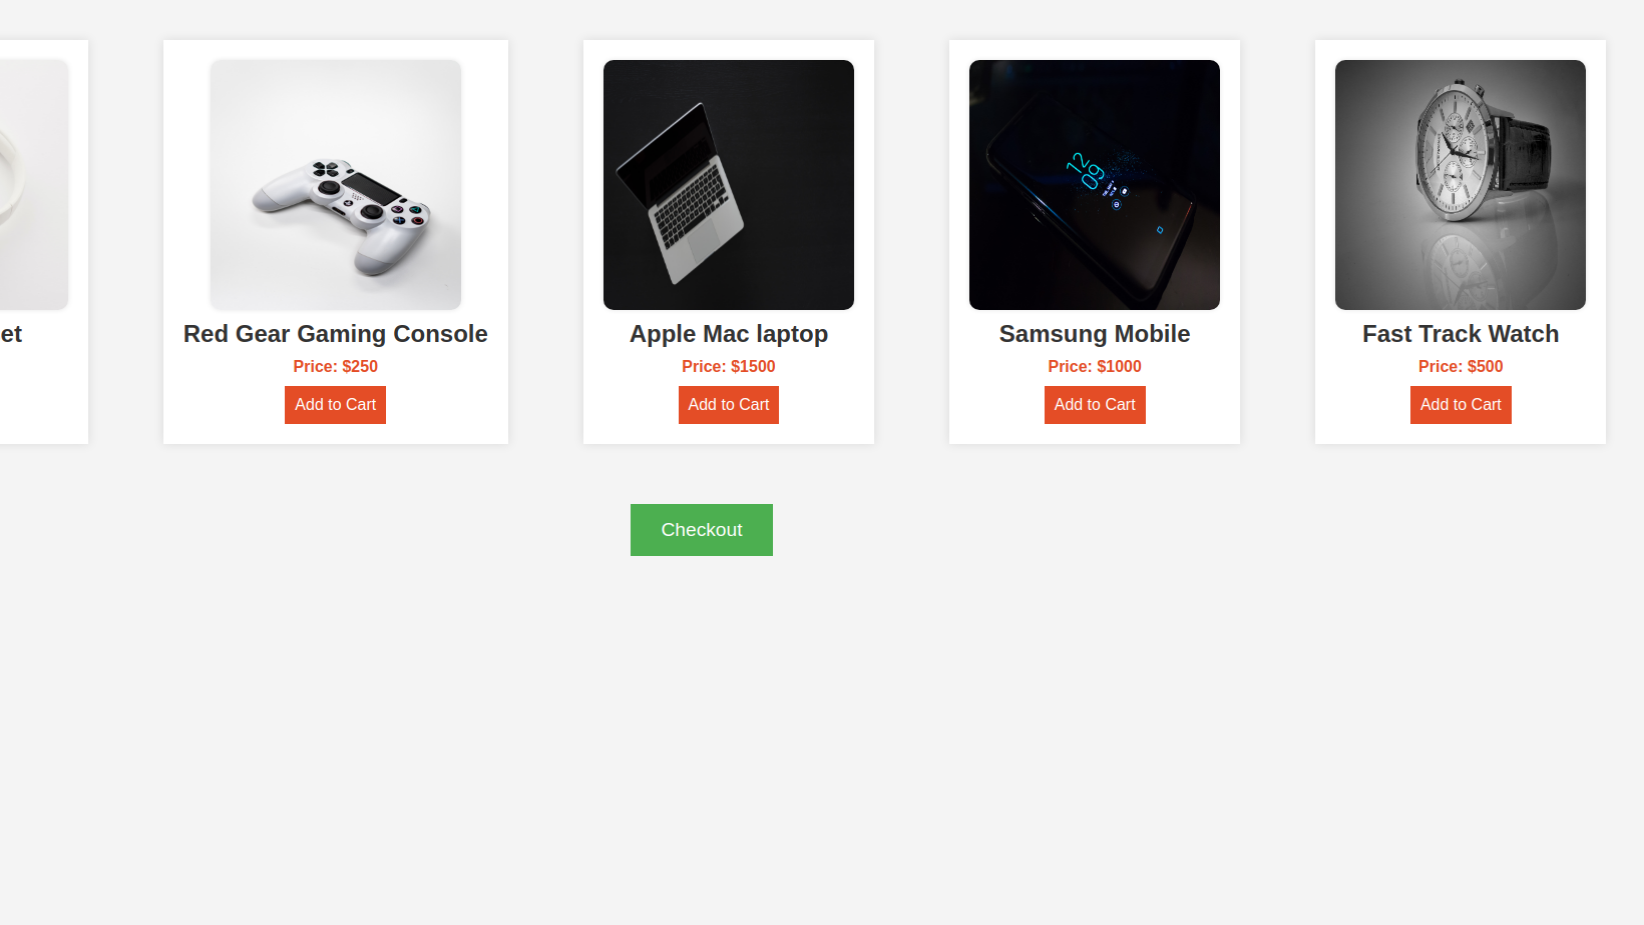 et
Red Gear Gaming Console
Price: $250
Add to Cart
Apple Mac laptop
Price: $1500
Add to Cart
Samsung Mobile
Price: $1000
Add to Cart
Fast Track Watch
Price: $500
Add to Cart
12
09
Checkout